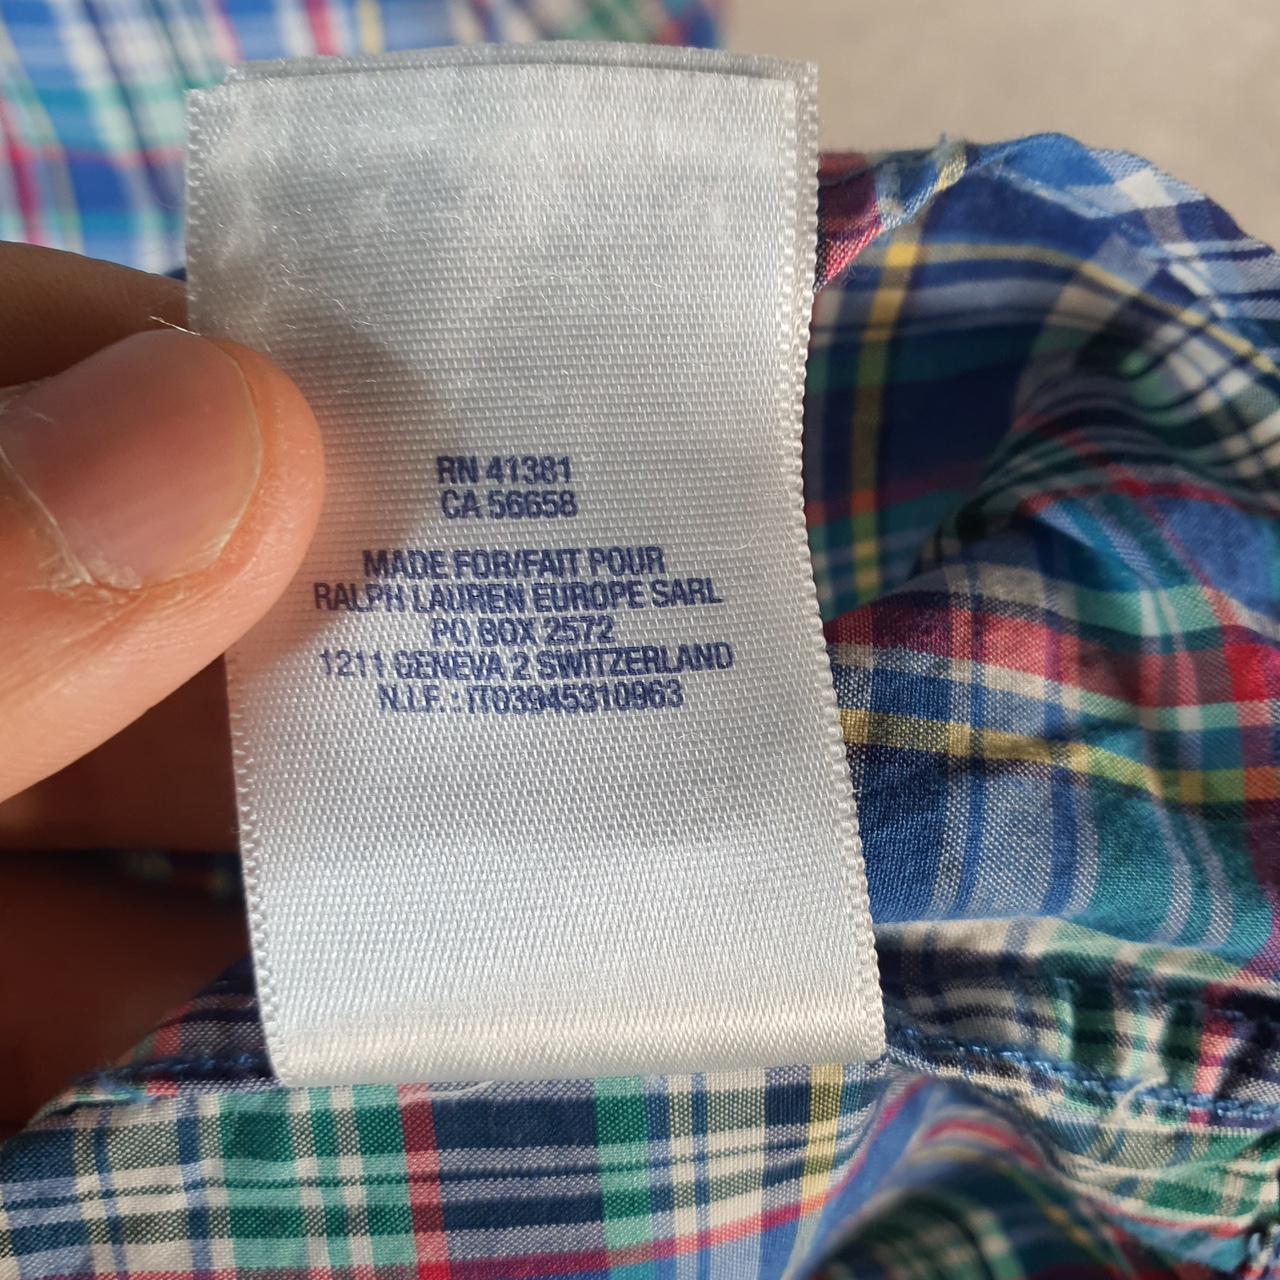 RN 41381
CA 56658
MADE FOR/FAIT POUR
RALPH LAUREN EUROPE SARL
PO BOX 2572
1211 GENEVA 2 SWITZERLAND
N.I.F. : IT03945310963